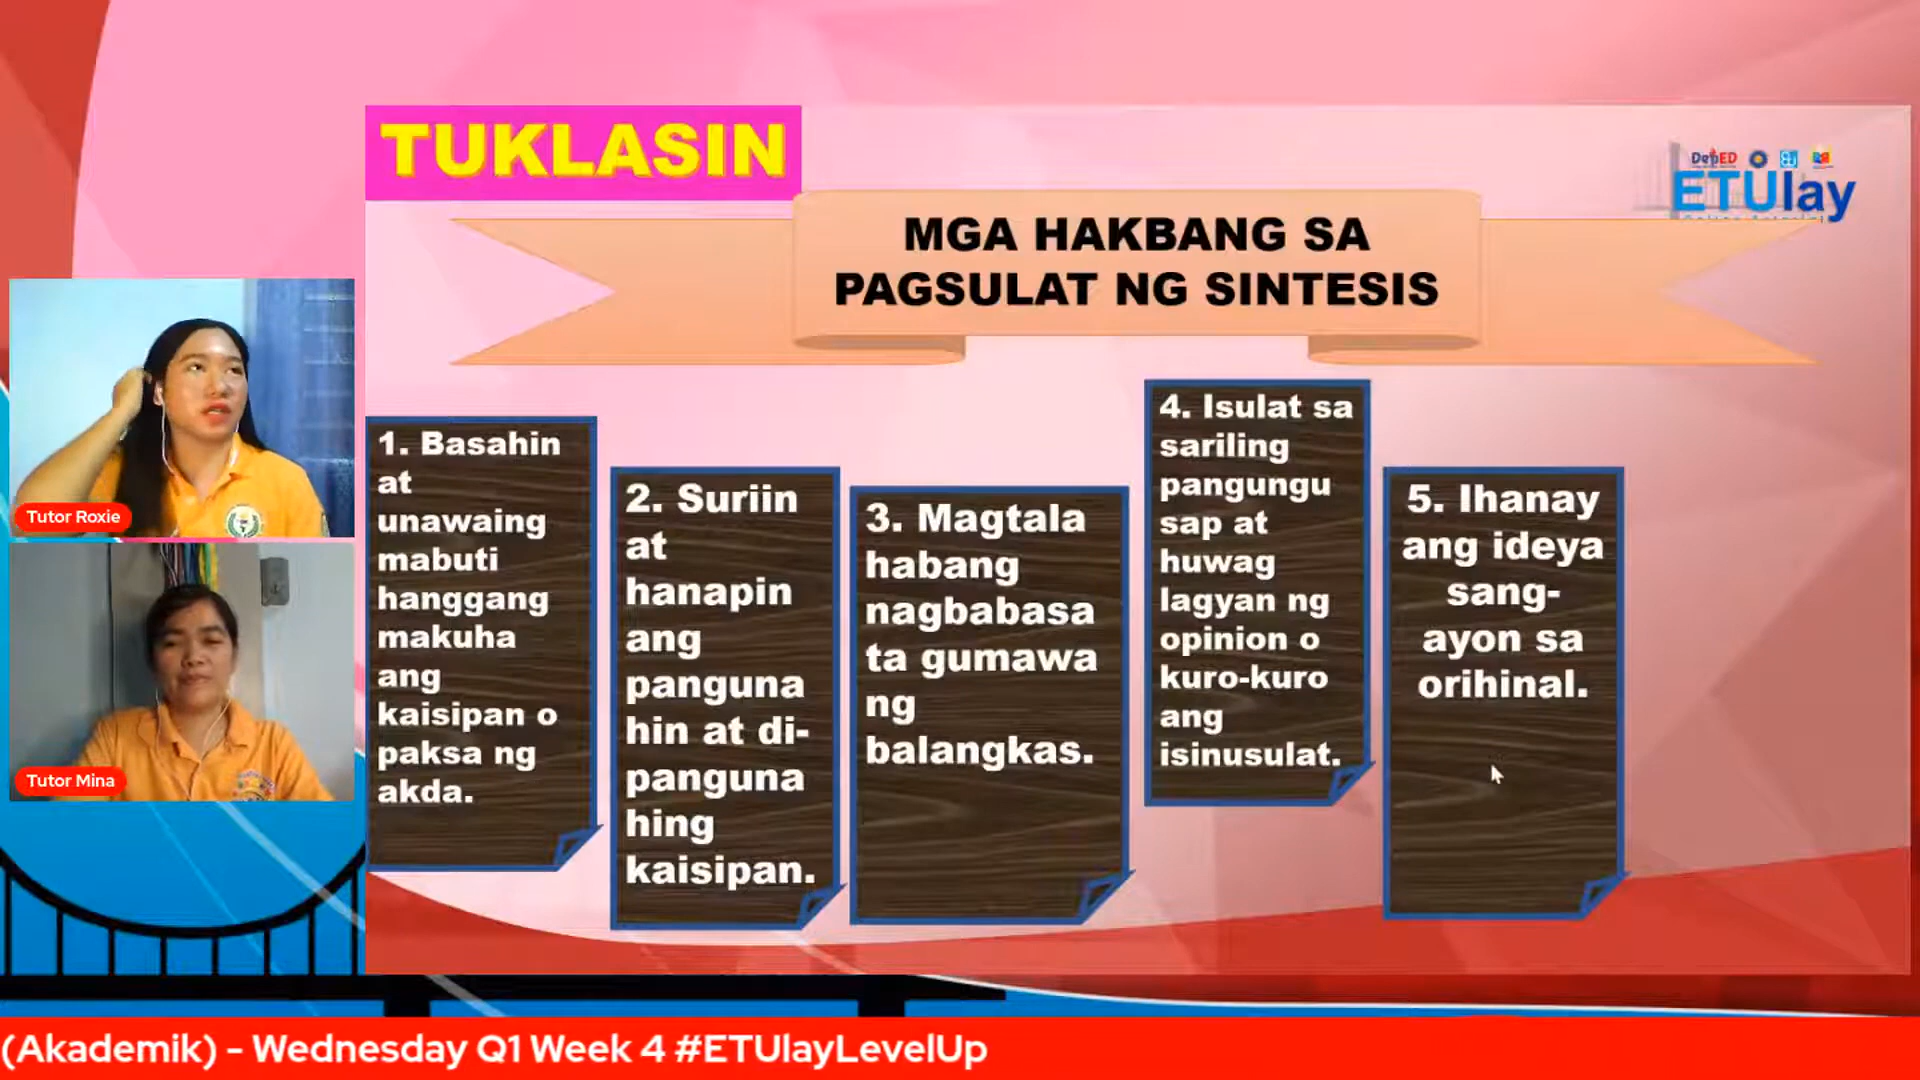 TUKLASIN
DepED
ETUlay
MGA HAKBANG SA
PAGSULAT NG SINTESIS
1. Basahin
at
unawaing
mabuti
hanggang
makuha
ang
kaisipan o
paksa ng
akda.
2. Suriin
at
hanapin
ang
panguna
hin at di-
panguna
hing
kaisipan.
3. Magtala
habang
nagbabasa
ta gumawa
ng
balangkas.
4. Isulat sa
sariling
pangungu
sap at
huwag
lagyan ng
opinion o
kuro-kuro
ang
isinusulat.
5. Ihanay
ang ideya
sang-
ayon sa
orihinal.
Tutor Roxie
Tutor Mina
(Akademik) - Wednesday Q1 Week 4 #ETUlayLevelUp